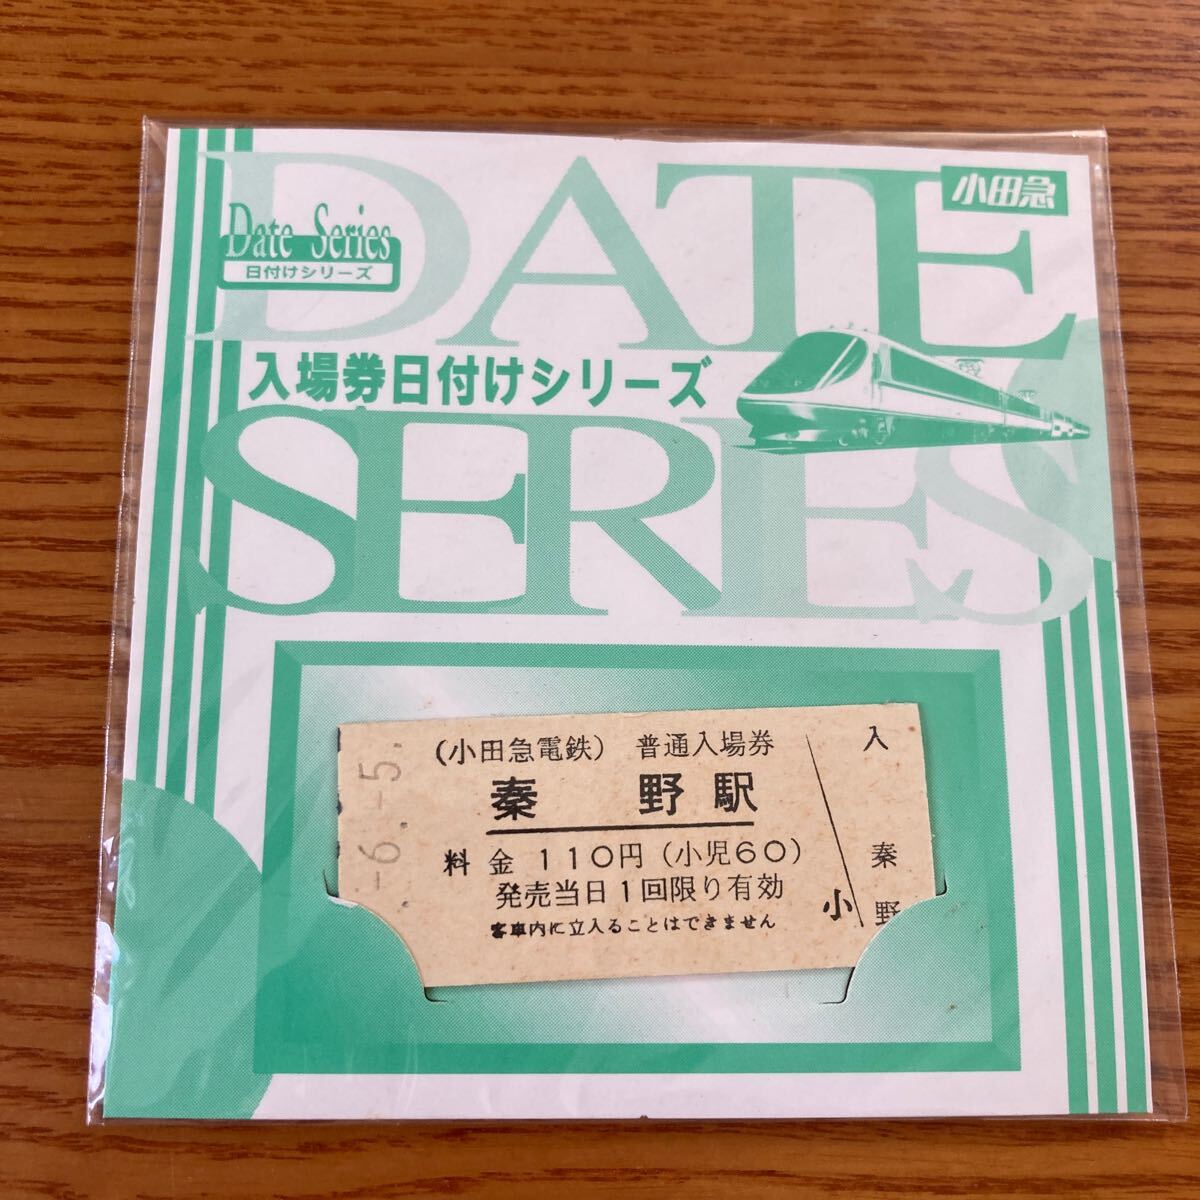 DATE
小田急
Date Series
日付けシリーズ
入場券日付けシリーズ
SERIES
(小田急電鉄) 普通入場券
秦野駅
料金110円(小児60)
発売当日1回限り有効
客車内に立入ることはできません
-6.-5.
入
秦野
小